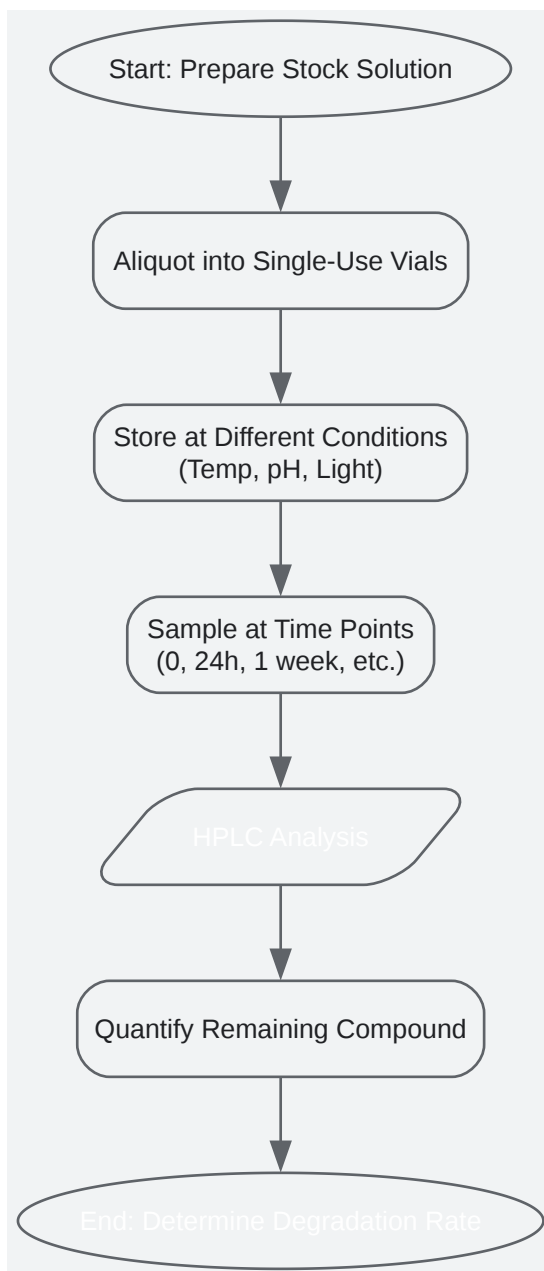 Start: Prepare Stock Solution
Aliquot into Single-Use Vials
Store at Different Conditions
(Temp, pH, Light)
Sample at Time Points
(0, 24h, 1 week, etc.)
HPLC Analysis
Quantify Remaining Compound
End: Determine Degradation Rate